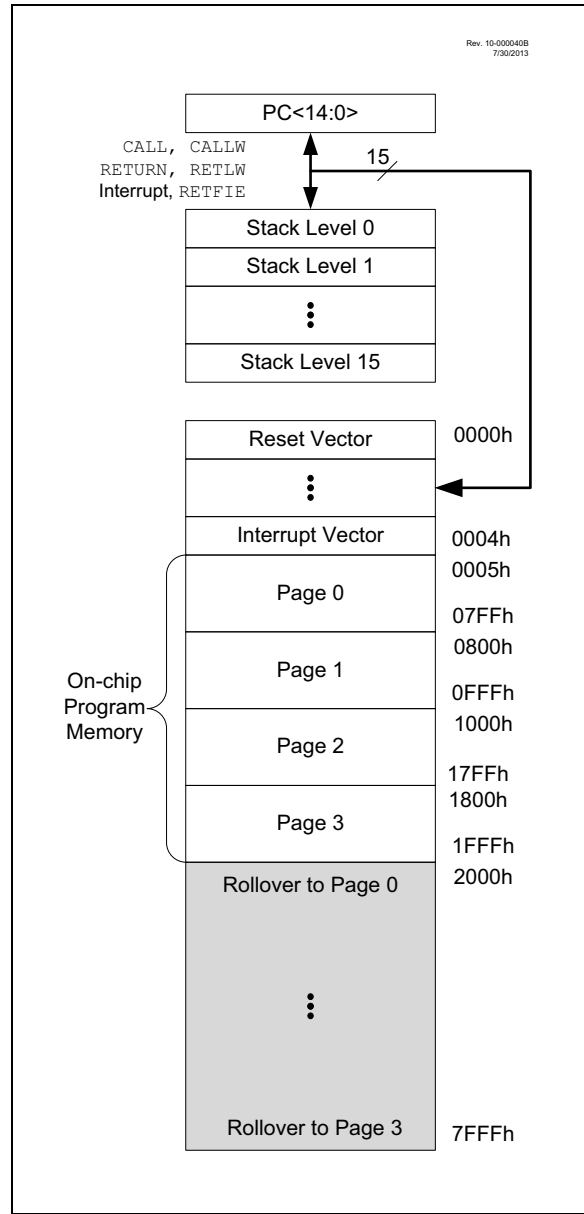 Rev. 10-000040B
7/30/2013
PC<14:0>
CALL, CALLW
RETURN, RETLW
Interrupt, RETFIE
15
Stack Level 0
Stack Level 1
Stack Level 15
Reset Vector
0000h
Interrupt Vector
0004h
0005h
Page 0
07FFh
0800h
Page 1
0FFFh
1000h
On-chip
Program
Memory
Page 2
17FFh
1800h
Page 3
1FFFh
2000h
Rollover to Page 0
Rollover to Page 3
7FFFh